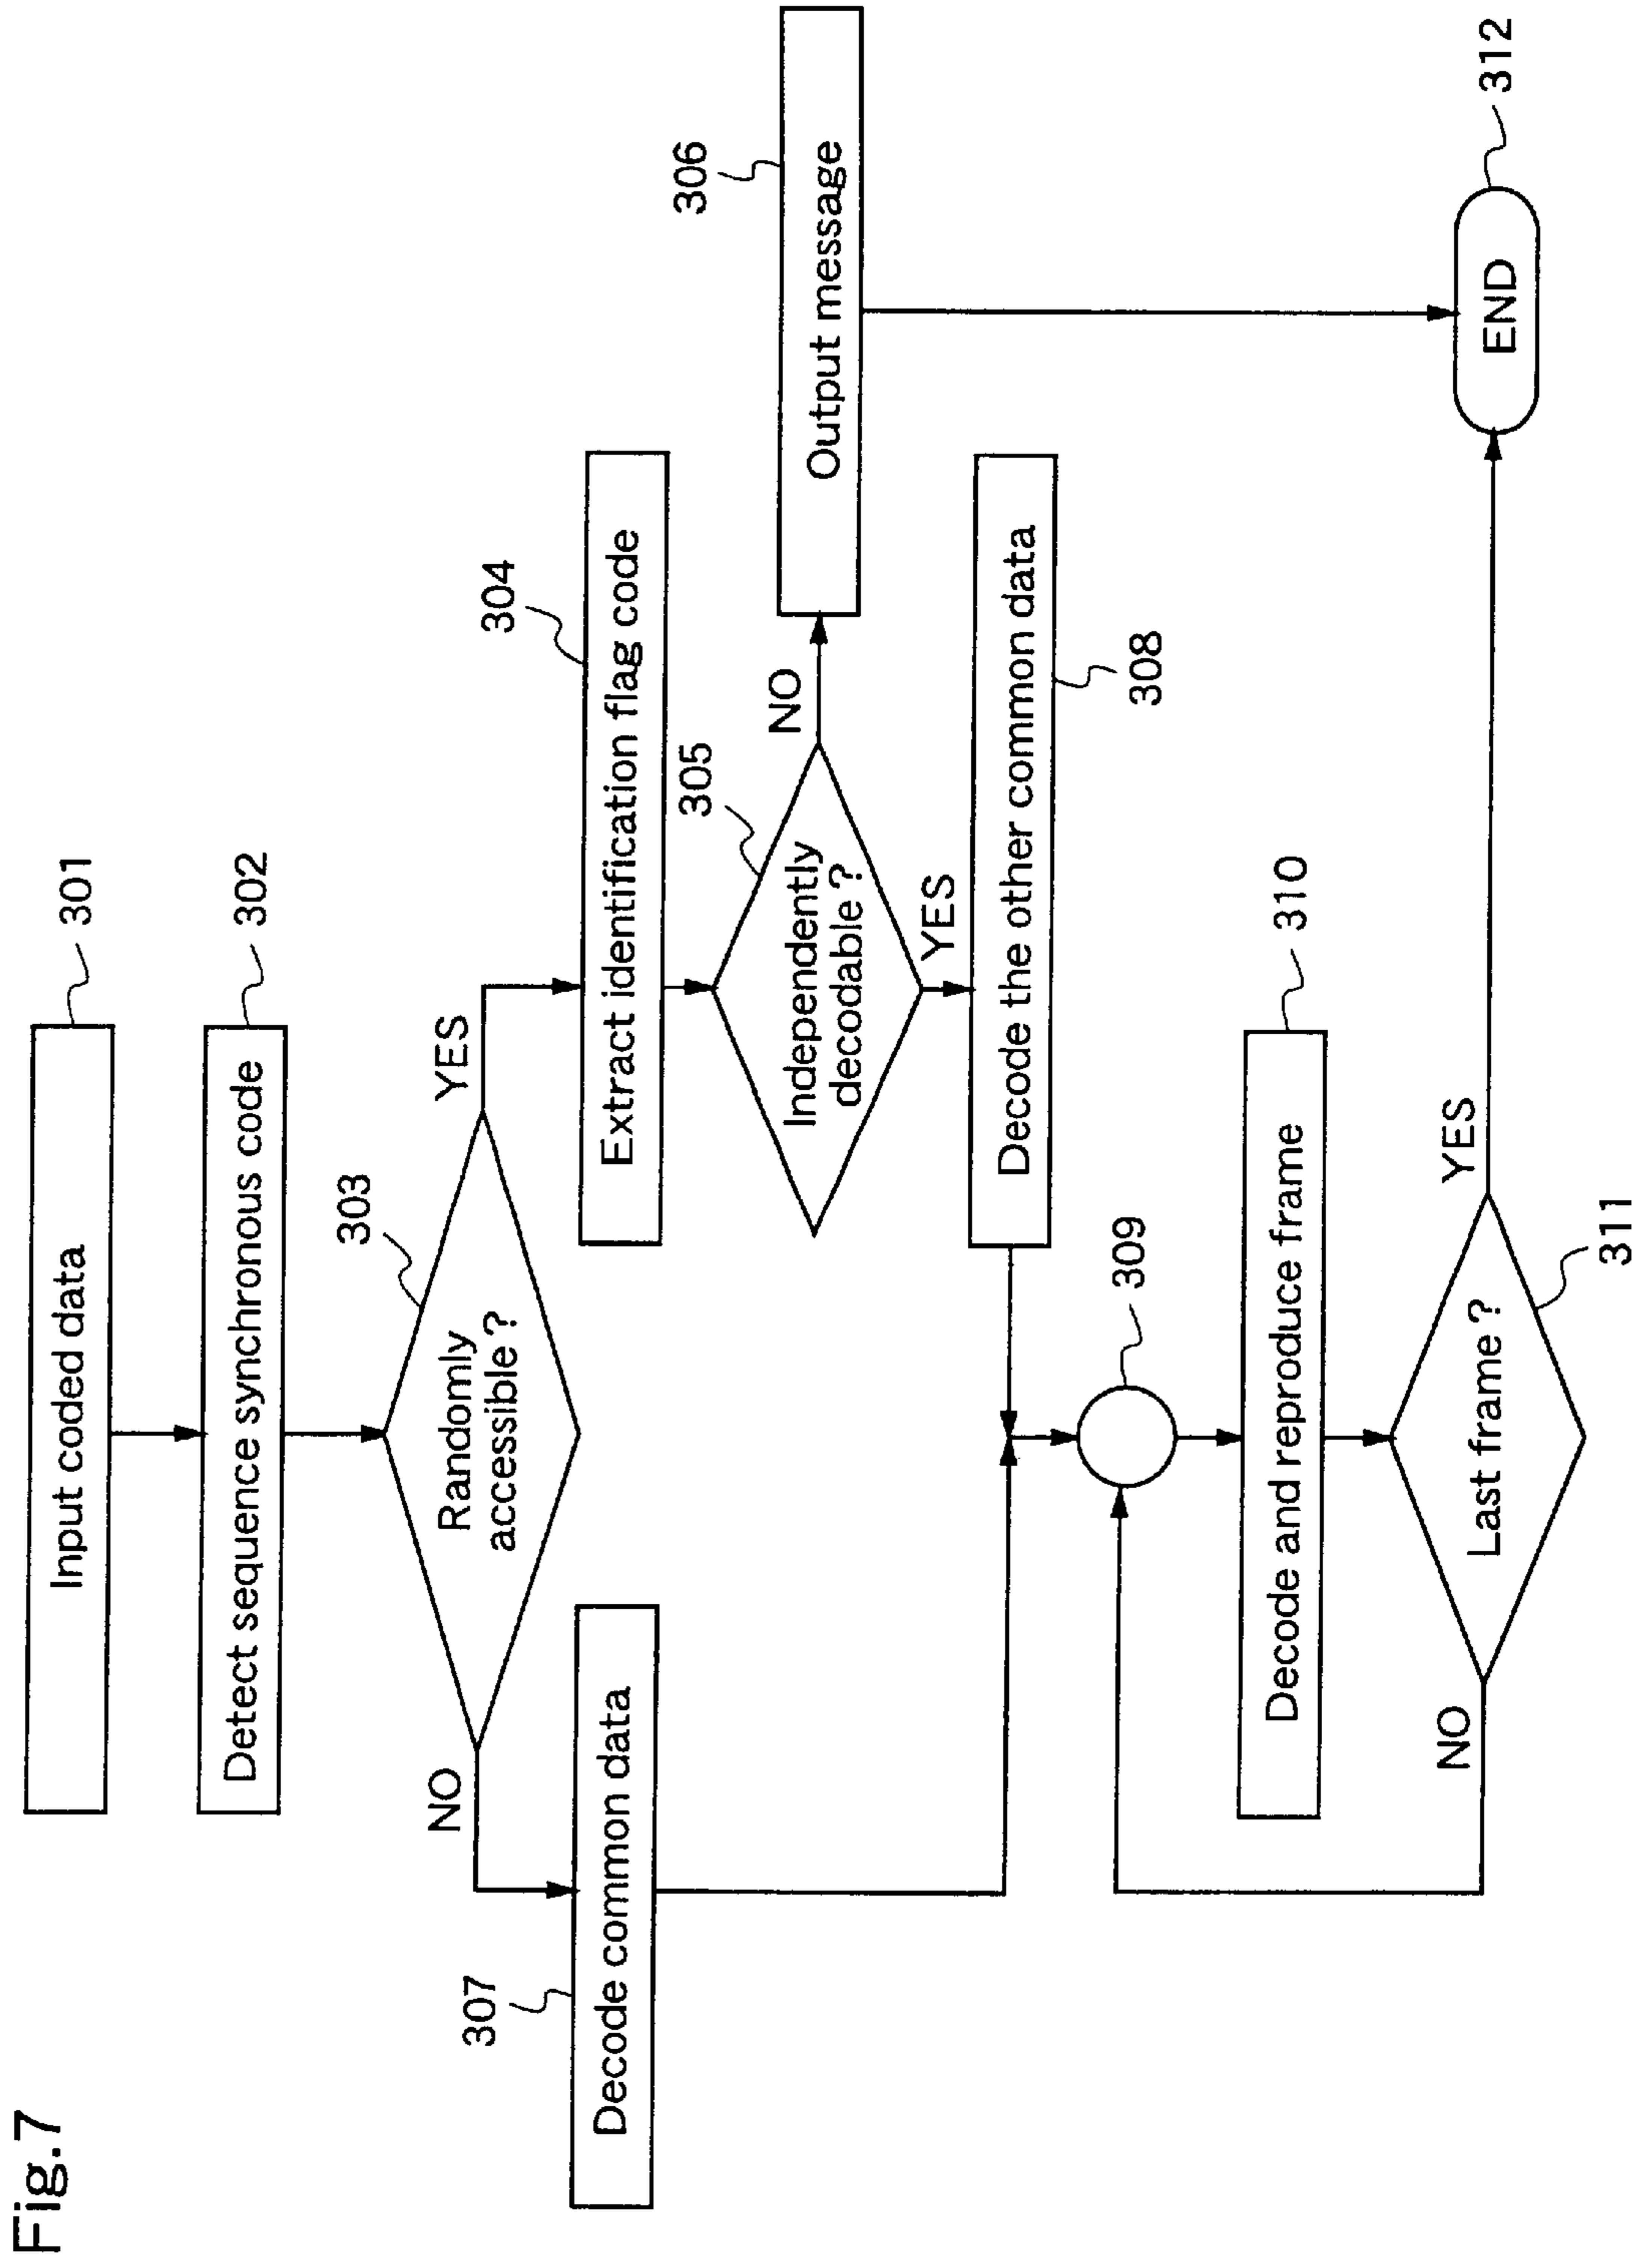 Fig.7
Input coded data
301
Detect sequence synchronous code
302
303
Randomly
accessible ?
NO
YES
307
Decode common data
304
Extract identification flag code
305
Independently
decodable ?
NO
306
Output message
YES
Decode the other common data
308
309
Decode and reproduce frame
310
Last frame ?
311
NO
YES
END
312